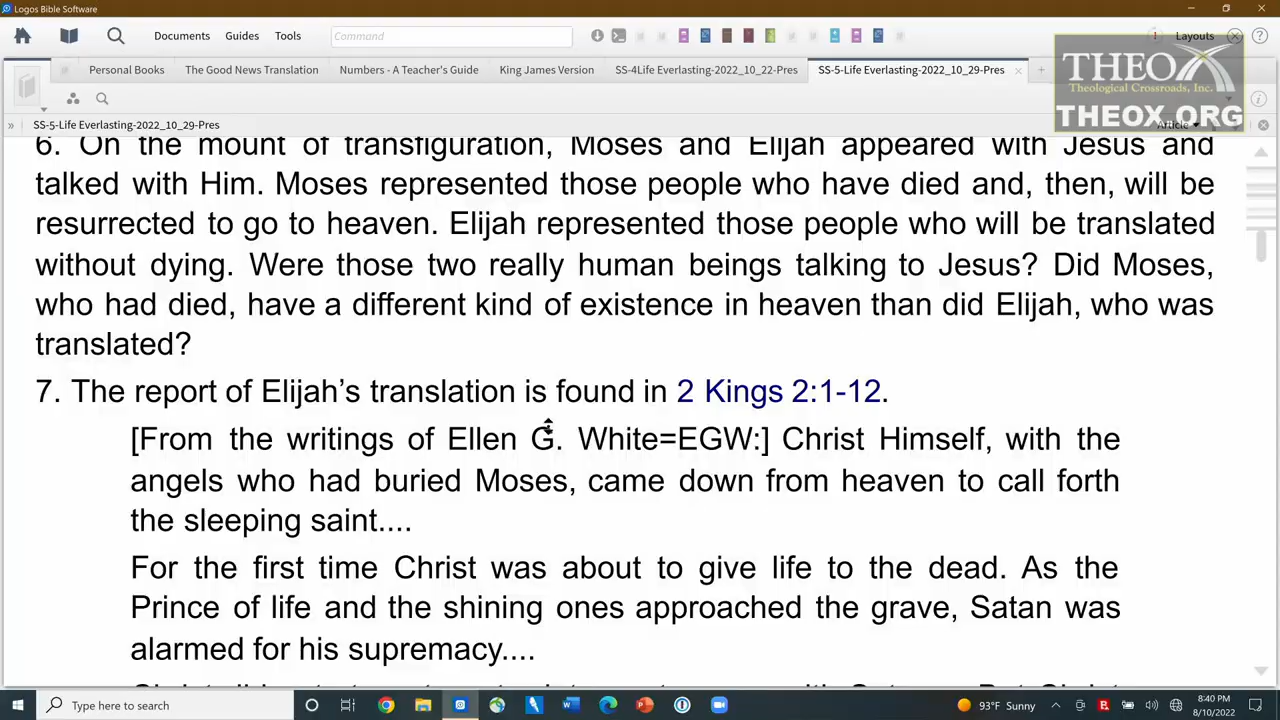 Logos Bible Software
Documents Guides Tools Command Layouts
THEOX
Theological Crossroads, Inc.
THEOX.ORG
Personal Books The Good News Translation Numbers - A Teacher's Guide King James Version SS-4Life Everlasting-2022_10_22-Pres SS-5-Life Everlasting-2022_10_29-Pres
SS-5-Life Everlasting-2022_10_29-Pres Article
6. On the mount of transfiguration, Moses and Elijah appeared with Jesus and
talked with Him. Moses represented those people who have died and, then, will be
resurrected to go to heaven. Elijah represented those people who will be translated
without dying. Were those two really human beings talking to Jesus? Did Moses,
who had died, have a different kind of existence in heaven than did Elijah, who was
translated?
7. The report of Elijah's translation is found in 2 Kings 2:1-12.
[From the writings of Ellen G. White=EGW:] Christ Himself, with the
angels who had buried Moses, came down from heaven to call forth
the sleeping saint....
For the first time Christ was about to give life to the dead. As the
Prince of life and the shining ones approached the grave, Satan was
alarmed for his supremacy....
Type here to search
93°F Sunny
8:40 PM
8/10/2022